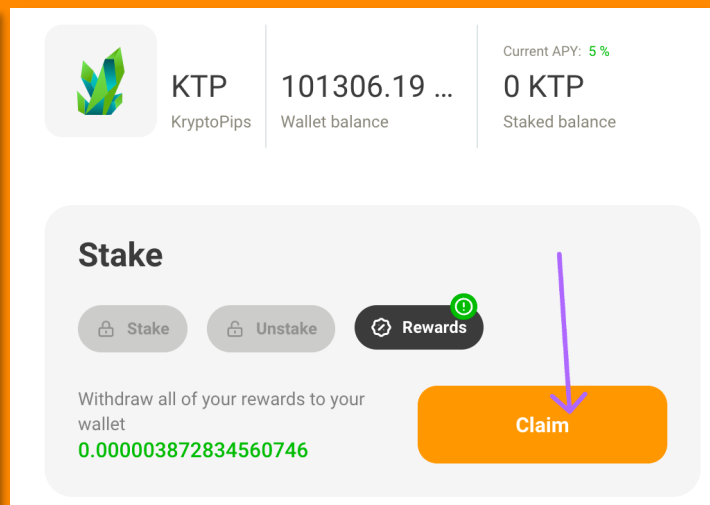 Current APY: 5 %
KTP
101306.19 ...
0 KTP
KryptoPips
Wallet balance
Staked balance
Stake
Stake
Unstake
Rewards
Withdraw all of your rewards to your
wallet
0.000003872834560746
Claim